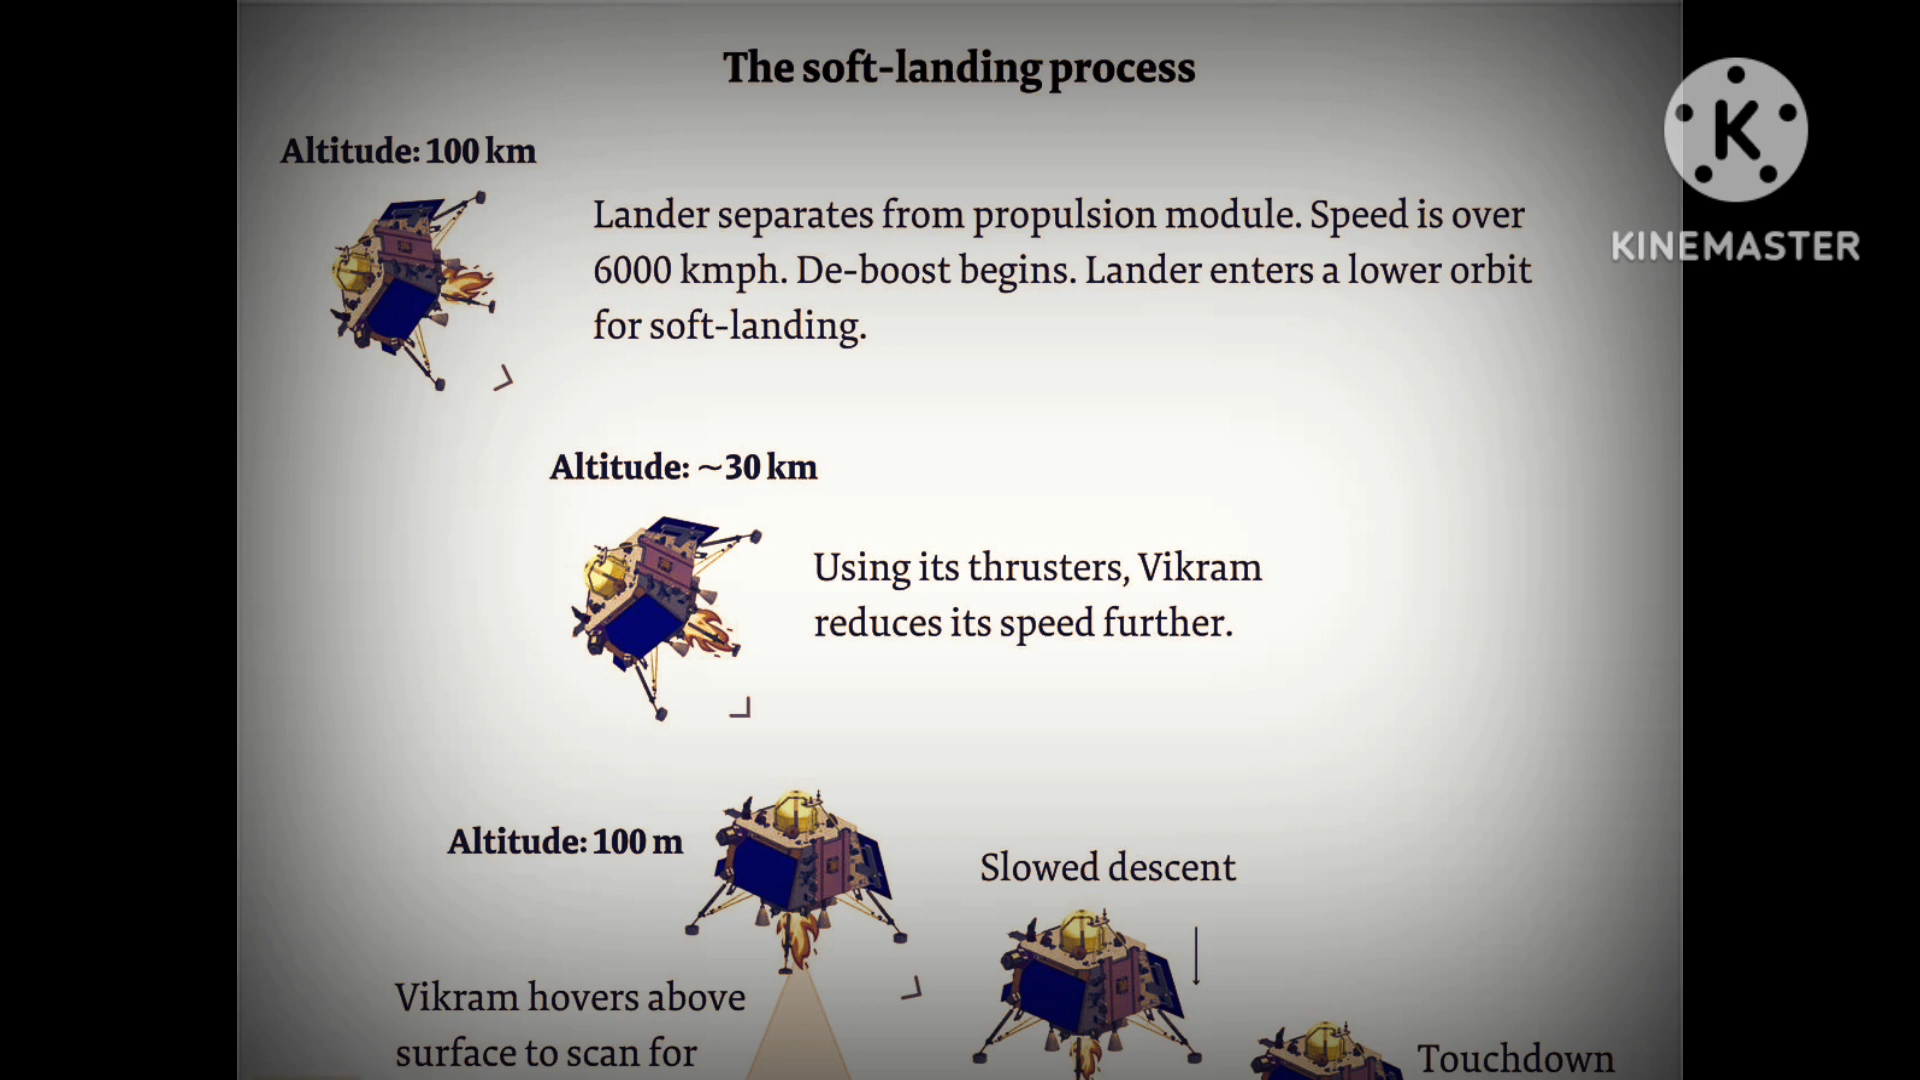 The soft-landing process
Altitude: 100 km
Lander separates from propulsion module. Speed is over
6000 kmph. De-boost begins. Lander enters a lower orbit
for soft-landing.
K
KINEMASTER
Altitude: ~30 km
Using its thrusters, Vikram
reduces its speed further.
Altitude: 100 m
Slowed descent
Vikram hovers above
surface to scan for
Touchdown